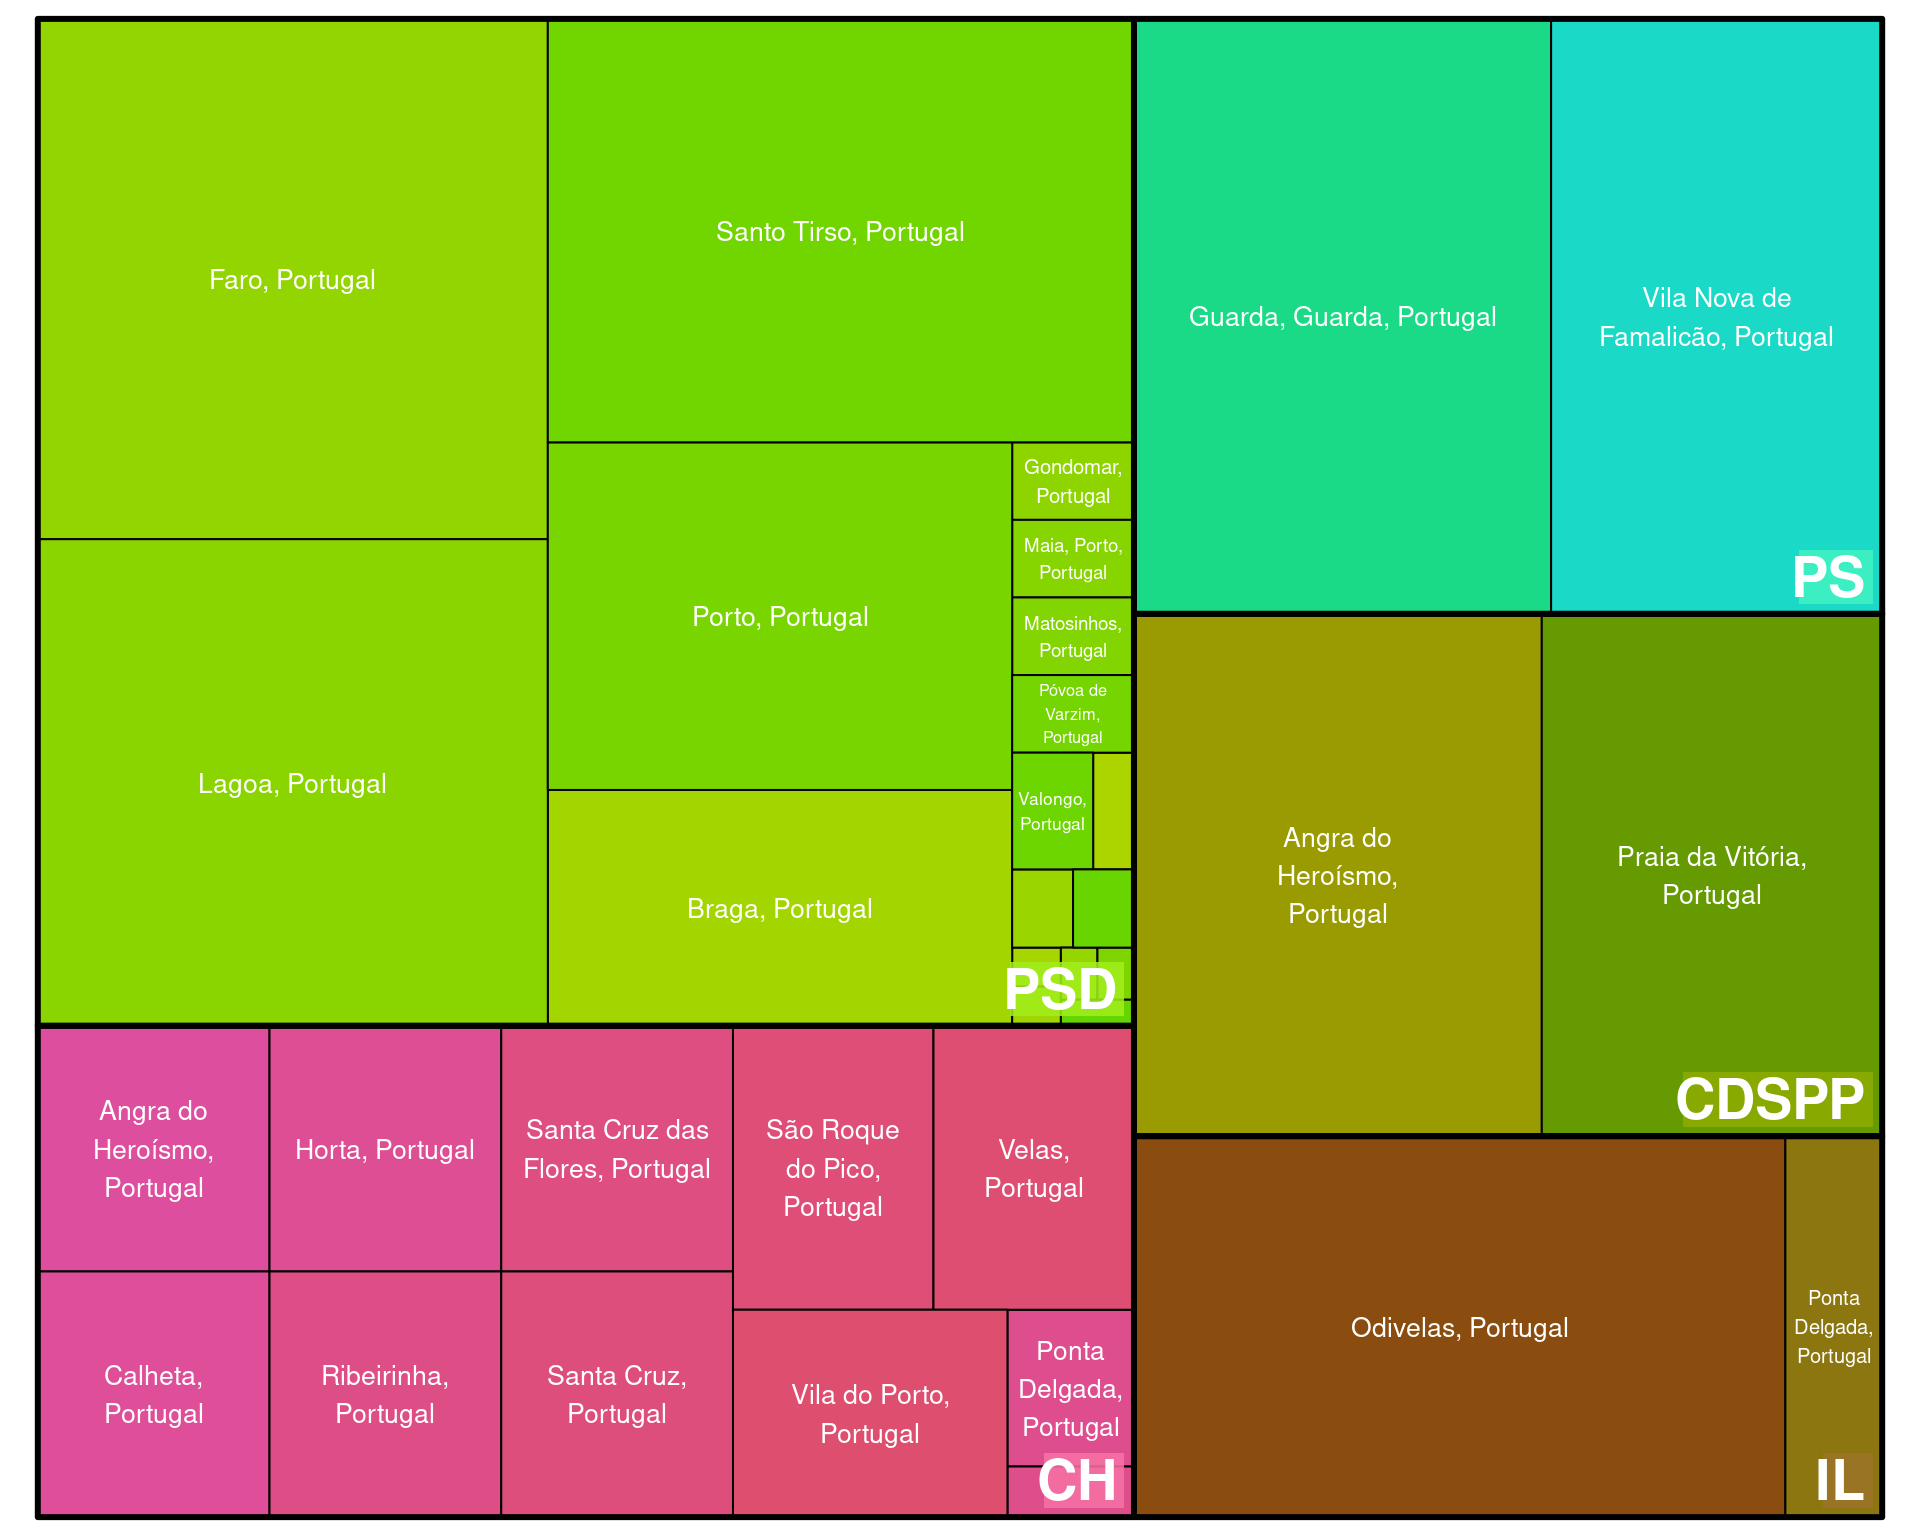 Faro, Portugal
Santo Tirso, Portugal
Lagoa, Portugal
Porto, Portugal
Braga, Portugal
Gondomar,
Portugal
Maia, Porto,
Portugal
Matosinhos,
Portugal
Póvoa de
Varzim,
Portugal
Valongo,
Portugal
PSD
Guarda, Guarda, Portugal
Vila Nova de
Famalicão, Portugal
PS
Angra do
Heroísmo,
Portugal
Praia da Vitória,
Portugal
CDSPP
Angra do
Heroísmo,
Portugal
Horta, Portugal
Santa Cruz das
Flores, Portugal
São Roque
do Pico,
Portugal
Velas,
Portugal
Calheta,
Portugal
Ribeirinha,
Portugal
Santa Cruz,
Portugal
Vila do Porto,
Portugal
Ponta
Delgada,
Portugal
CH
Odivelas, Portugal
Ponta
Delgada,
Portugal
IL